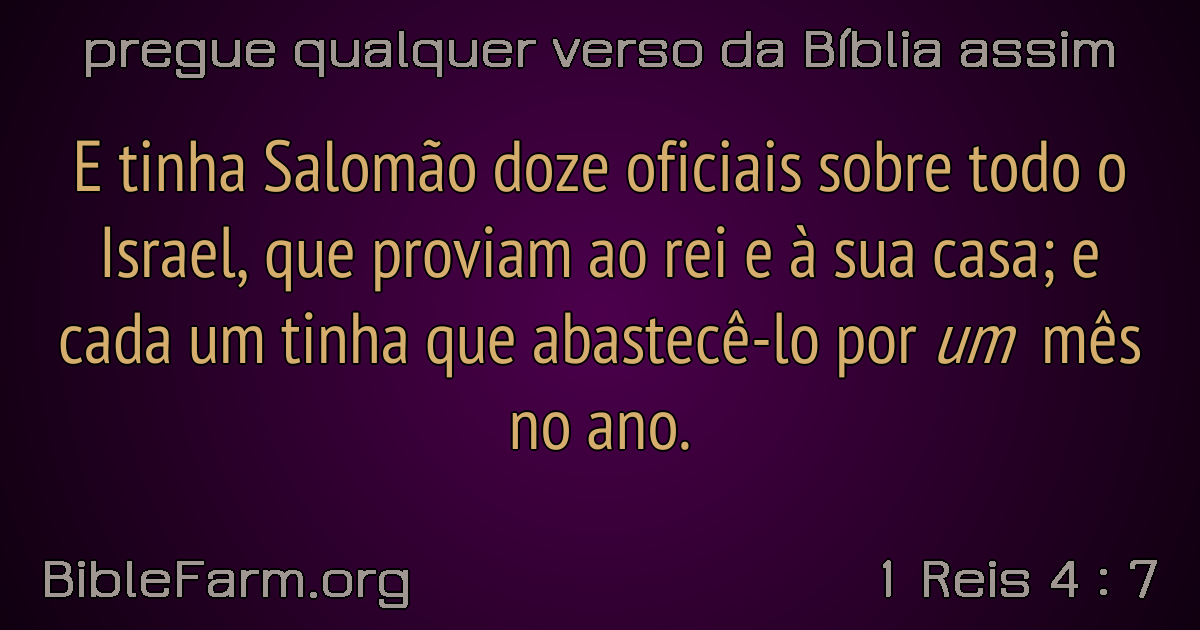 pregue qualquer verso da Bíblia assim
E tinha Salomão doze oficiais sobre todo o
Israel, que proviam ao rei e à sua casa; e
cada um tinha que abastecê-lo por um mês
no ano.
BibleFarm.org
1 Reis 4 : 7